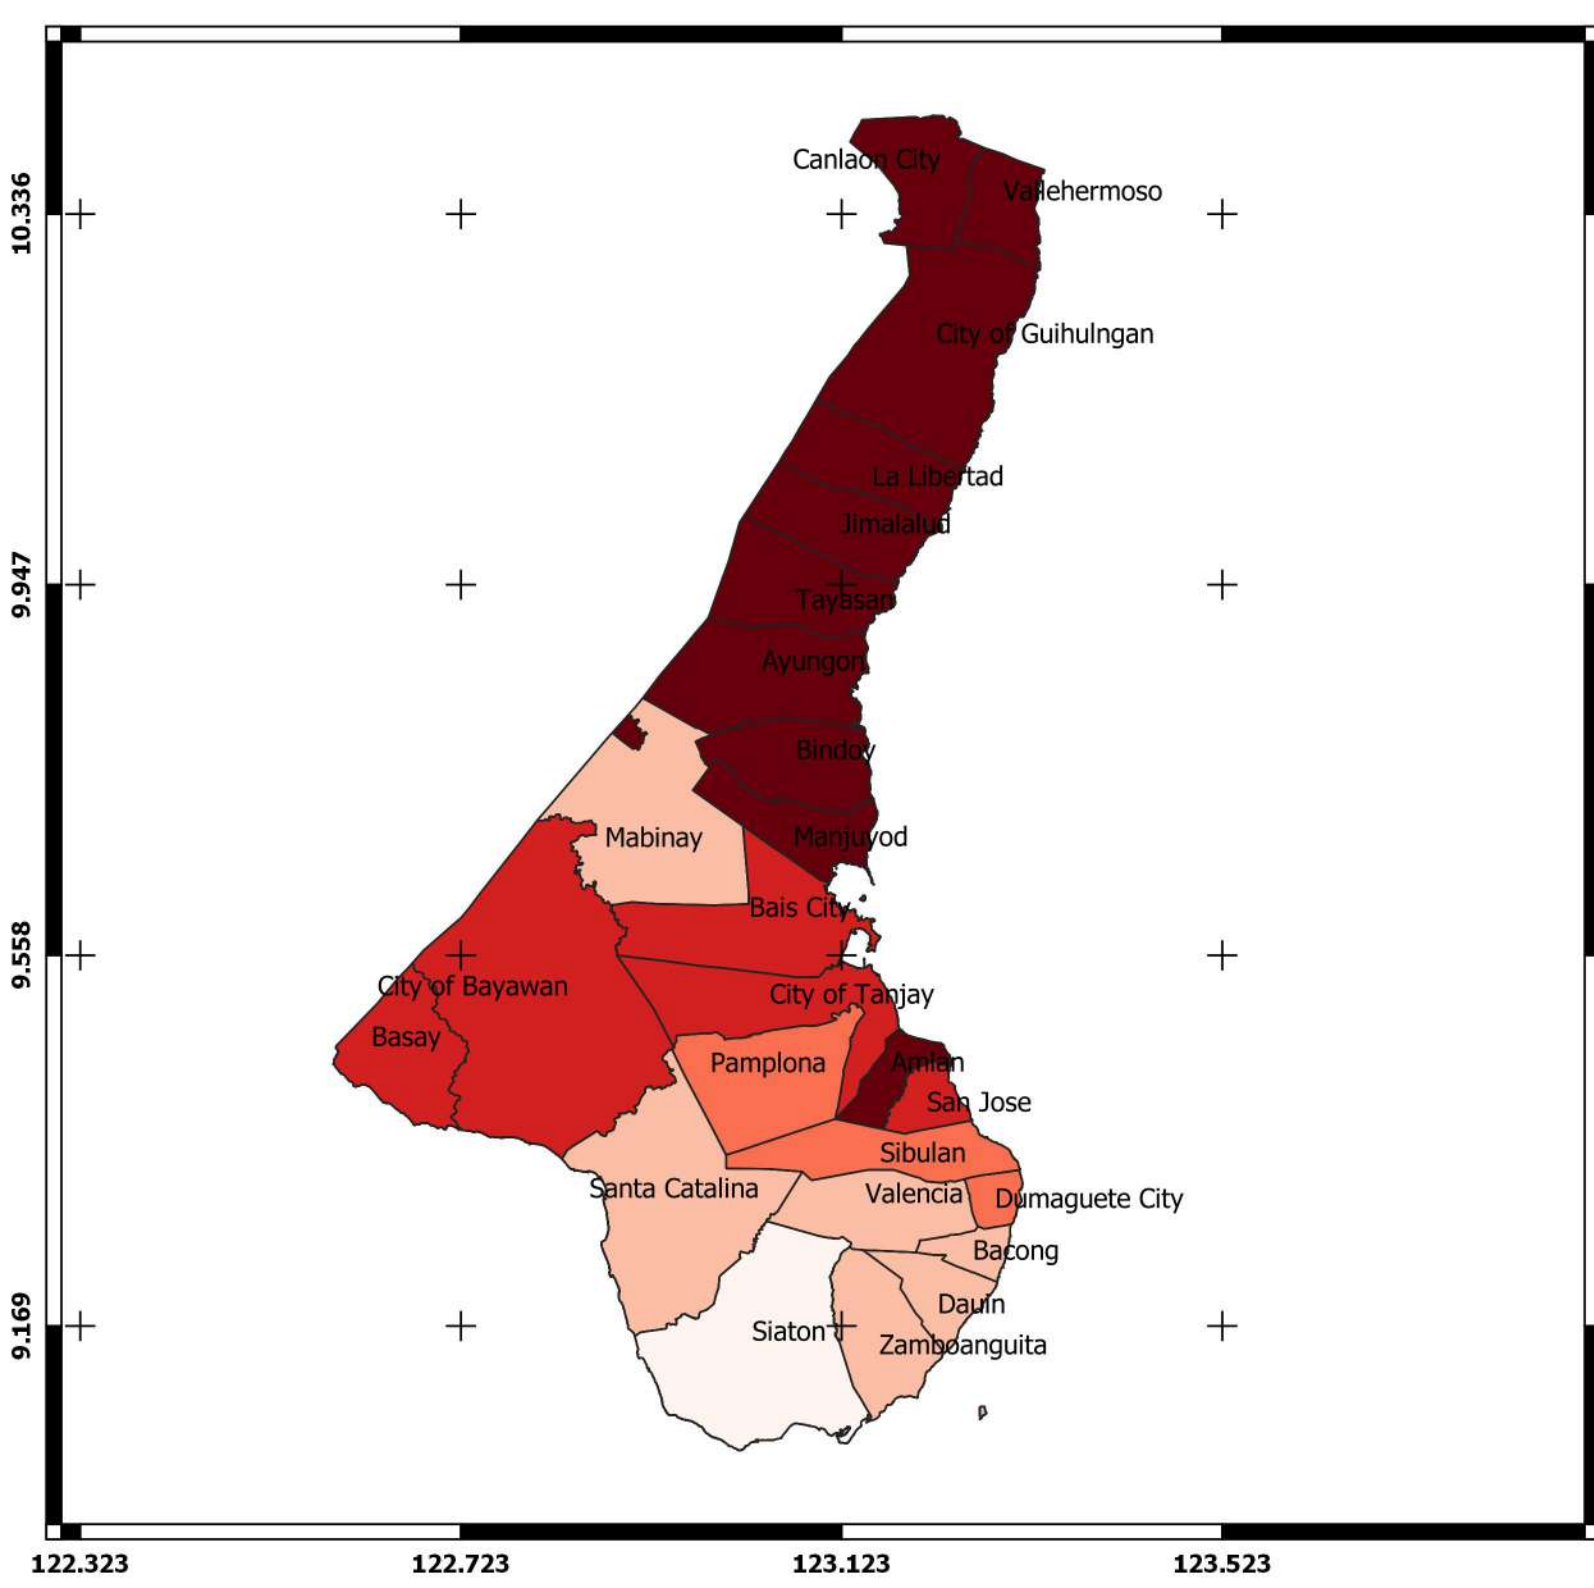 Canlaon City
Vallehermoso
10.336
City of Guihulngan
La Libertad
Jimalalud
9.947
Tayasan
Ayungon
Bindoy
Mabinay
Manjuyod
Bais City
9.558
City of Bayawan
City of Tanjay
Basay
Pamplona
Amlan
San Jose
Sibulan
Santa Catalina
Valencia
Dumaguete City
Bacong
Dauin
9.169
Siaton
Zamboanguita
122.323
122.723
123.123
123.523